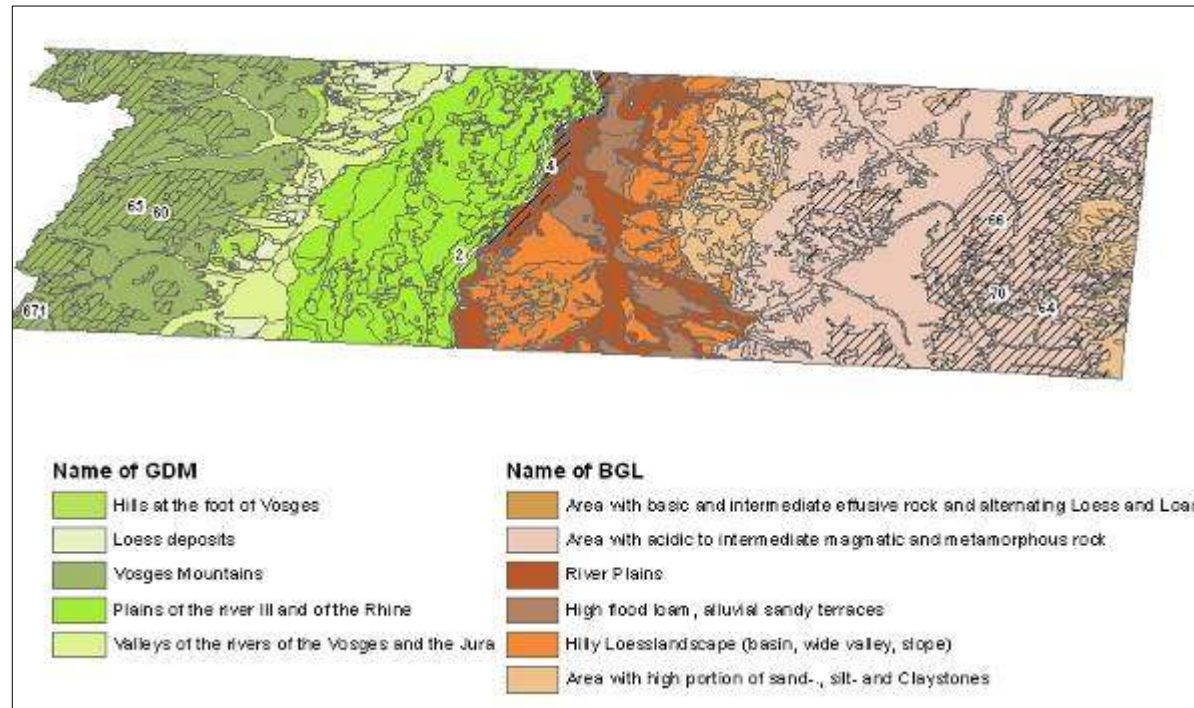 4
65 60
66
2
70
64
671
Name of GDM
Hills at the foot of Vosges
Loess deposits
Vosges Mountains
Plains of the river Ill and of the Rhine
Valleys of the rivers of the Vosges and the Jura
Name of BGL
Area with basic and intermediate effusive rock and alternating Loess and Loa
Area with acidic to intermediate magmatic and metamorphous rock
River Plains
High flood loam, alluvial sandy terraces
Hilly Loesslandscape (basin, wide valley, slope)
Area with high portion of sand-, silt- and Claystones